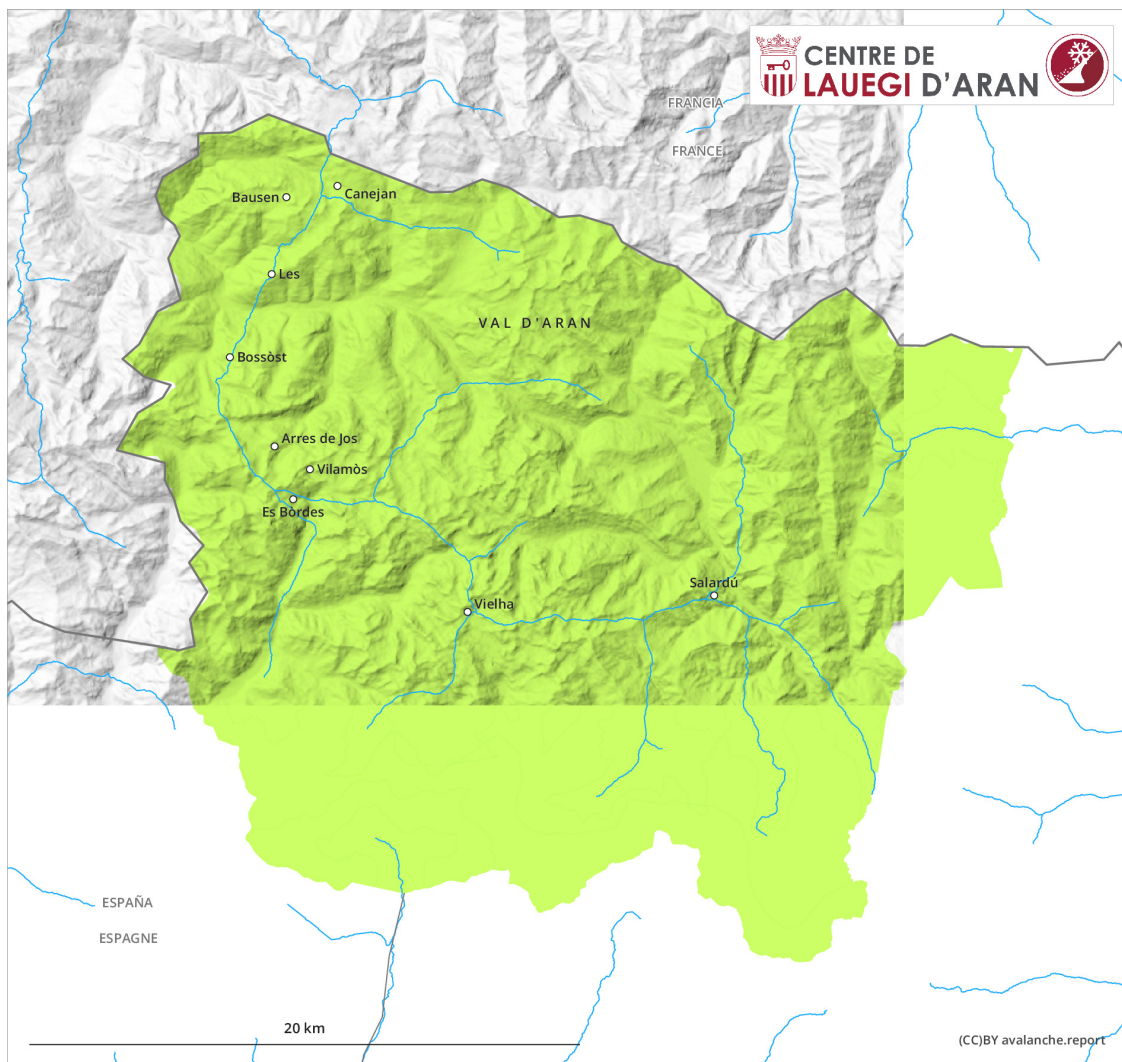 CENTRE DE
LAUEGI D'ARAN
FRANCIA
FRANCE
Bausen
Canejan
Les
VAL D'ARAN
Bossòst
Arres de Jos
Vilamòs
Es Bòrdes
Salardú
Vielha
ESPAÑA
ESPAGNE
20 km
(CC)BY avalanche.report